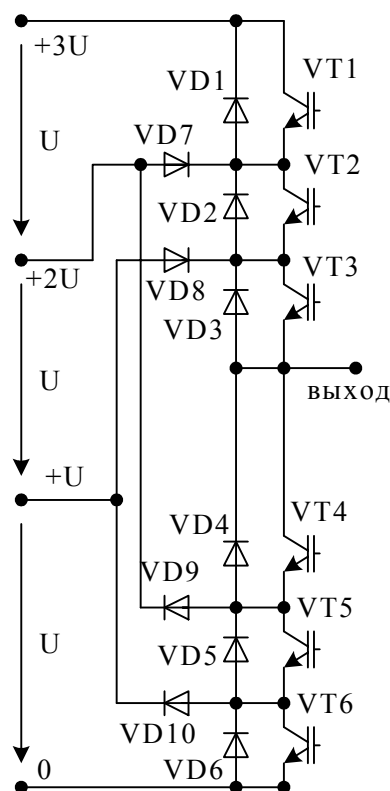 +3U
VT1
VD1
U
VD7
VT2
VD2
+2U
VT3
VD8
VD3
U
выход
+U
VT4
VD4
VD9
VT5
U
VD5
VT6
VD10
0
VD6